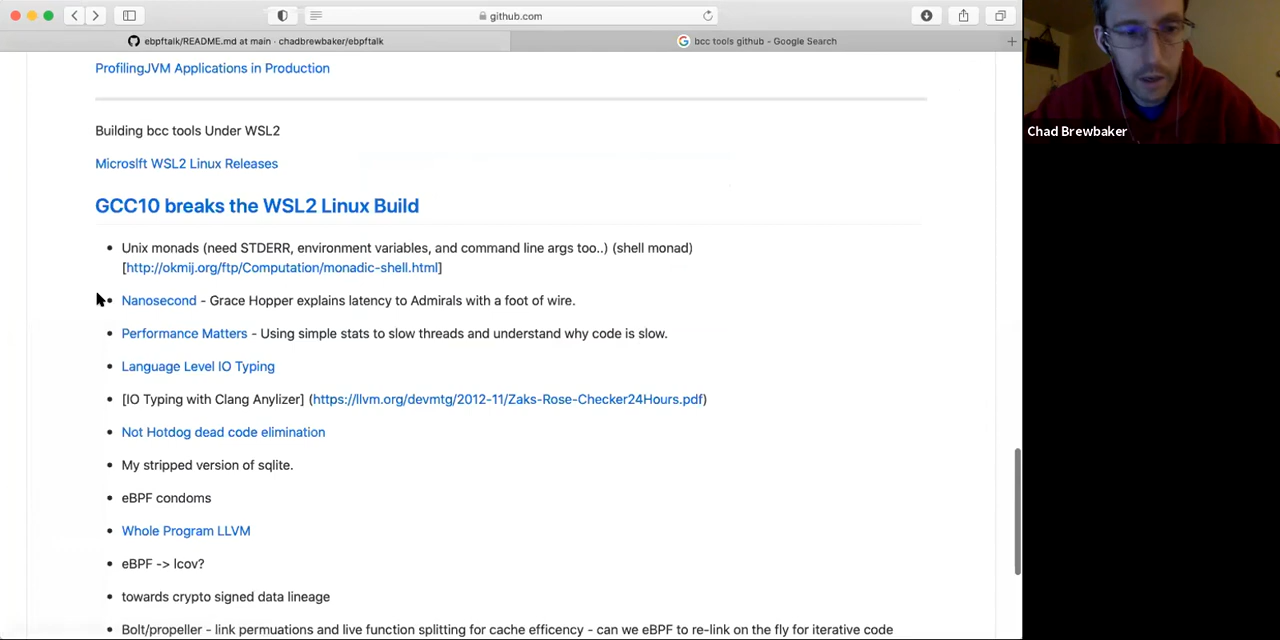 github.com
ebpftalk/README.md at main · chadbrewbaker/ebpftalk
bcc tools github - Google Search
ProfilingJVM Applications in Production
Chad Brewbaker
Building bcc tools Under WSL2
Microslft WSL2 Linux Releases
GCC10 breaks the WSL2 Linux Build
Unix monads (need STDERR, environment variables, and command line args too..) (shell monad)
[http://okmij.org/ftp/Computation/monadic-shell.html]
Nanosecond - Grace Hopper explains latency to Admirals with a foot of wire.
Performance Matters - Using simple stats to slow threads and understand why code is slow.
Language Level IO Typing
[IO Typing with Clang Anylizer] (https://llvm.org/devmtg/2012-11/Zaks-Rose-Checker24Hours.pdf)
Not Hotdog dead code elimination
My stripped version of sqlite.
eBPF condoms
Whole Program LLVM
eBPF -> lcov?
towards crypto signed data lineage
Bolt/propeller - link permuations and live function splitting for cache efficency - can we eBPF to re-link on the fly for iterative code